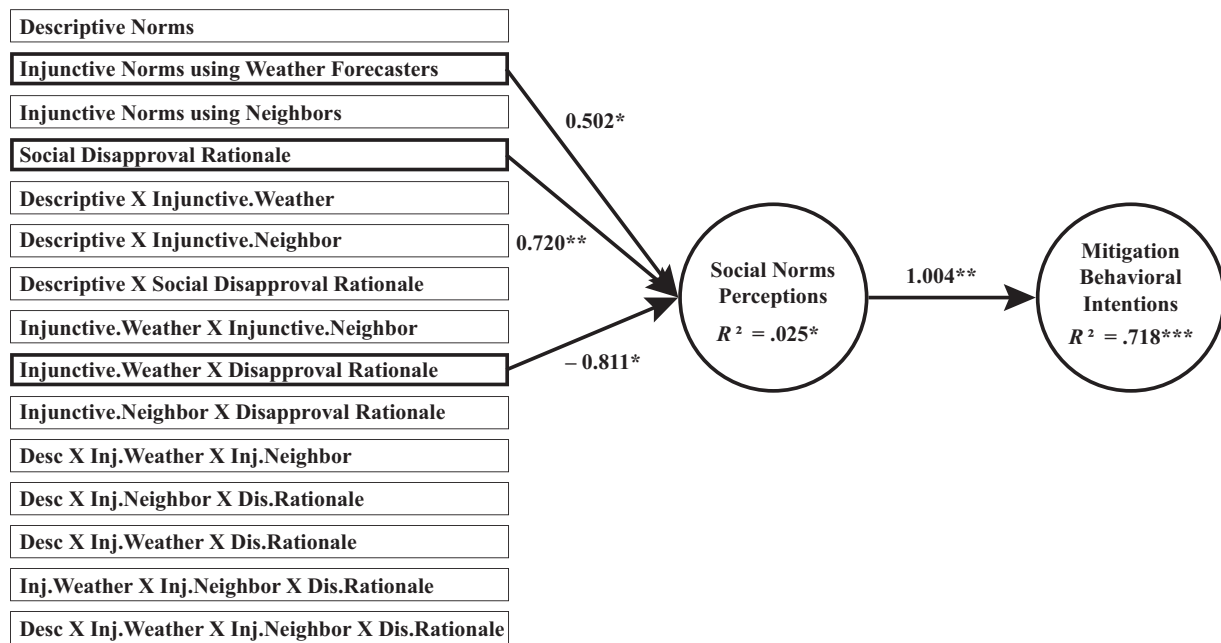 Descriptive Norms
Injunctive Norms using Weather Forecasters
Injunctive Norms using Neighbors
Social Disapproval Rationale
Descriptive X Injunctive.Weather
Descriptive X Injunctive.Neighbor
Descriptive X Social Disapproval Rationale
Injunctive.Weather X Injunctive.Neighbor
Injunctive.Weather X Disapproval Rationale
Injunctive.Neighbor X Disapproval Rationale
Desc X Inj.Weather X Inj.Neighbor
Desc X Inj.Neighbor X Dis.Rationale
Desc X Inj.Weather X Dis.Rationale
Inj.Weather X Inj.Neighbor X Dis.Rationale
Desc X Inj.Weather X Inj.Neighbor X Dis.Rationale
0.502*
0.720**
– 0.811*
Social Norms
Perceptions
R² = .025*
1.004**
Mitigation
Behavioral
Intentions
R² = .718***